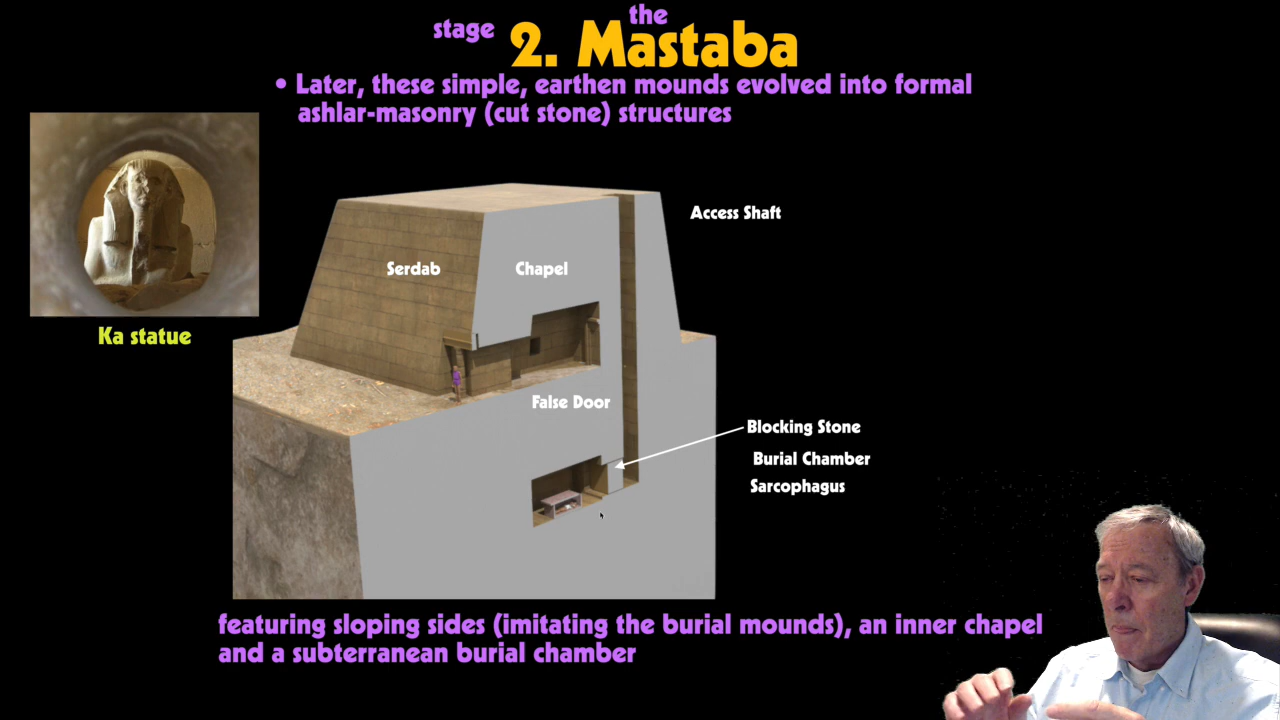 the
stage
2. Mastaba
• Later, these simple, earthen mounds evolved into formal
ashlar-masonry (cut stone) structures
Access Shaft
Serdab
Chapel
Ka statue
False Door
Blocking Stone
Burial Chamber
Sarcophagus
featuring sloping sides (imitating the burial mounds), an inner chapel
and a subterranean burial chamber